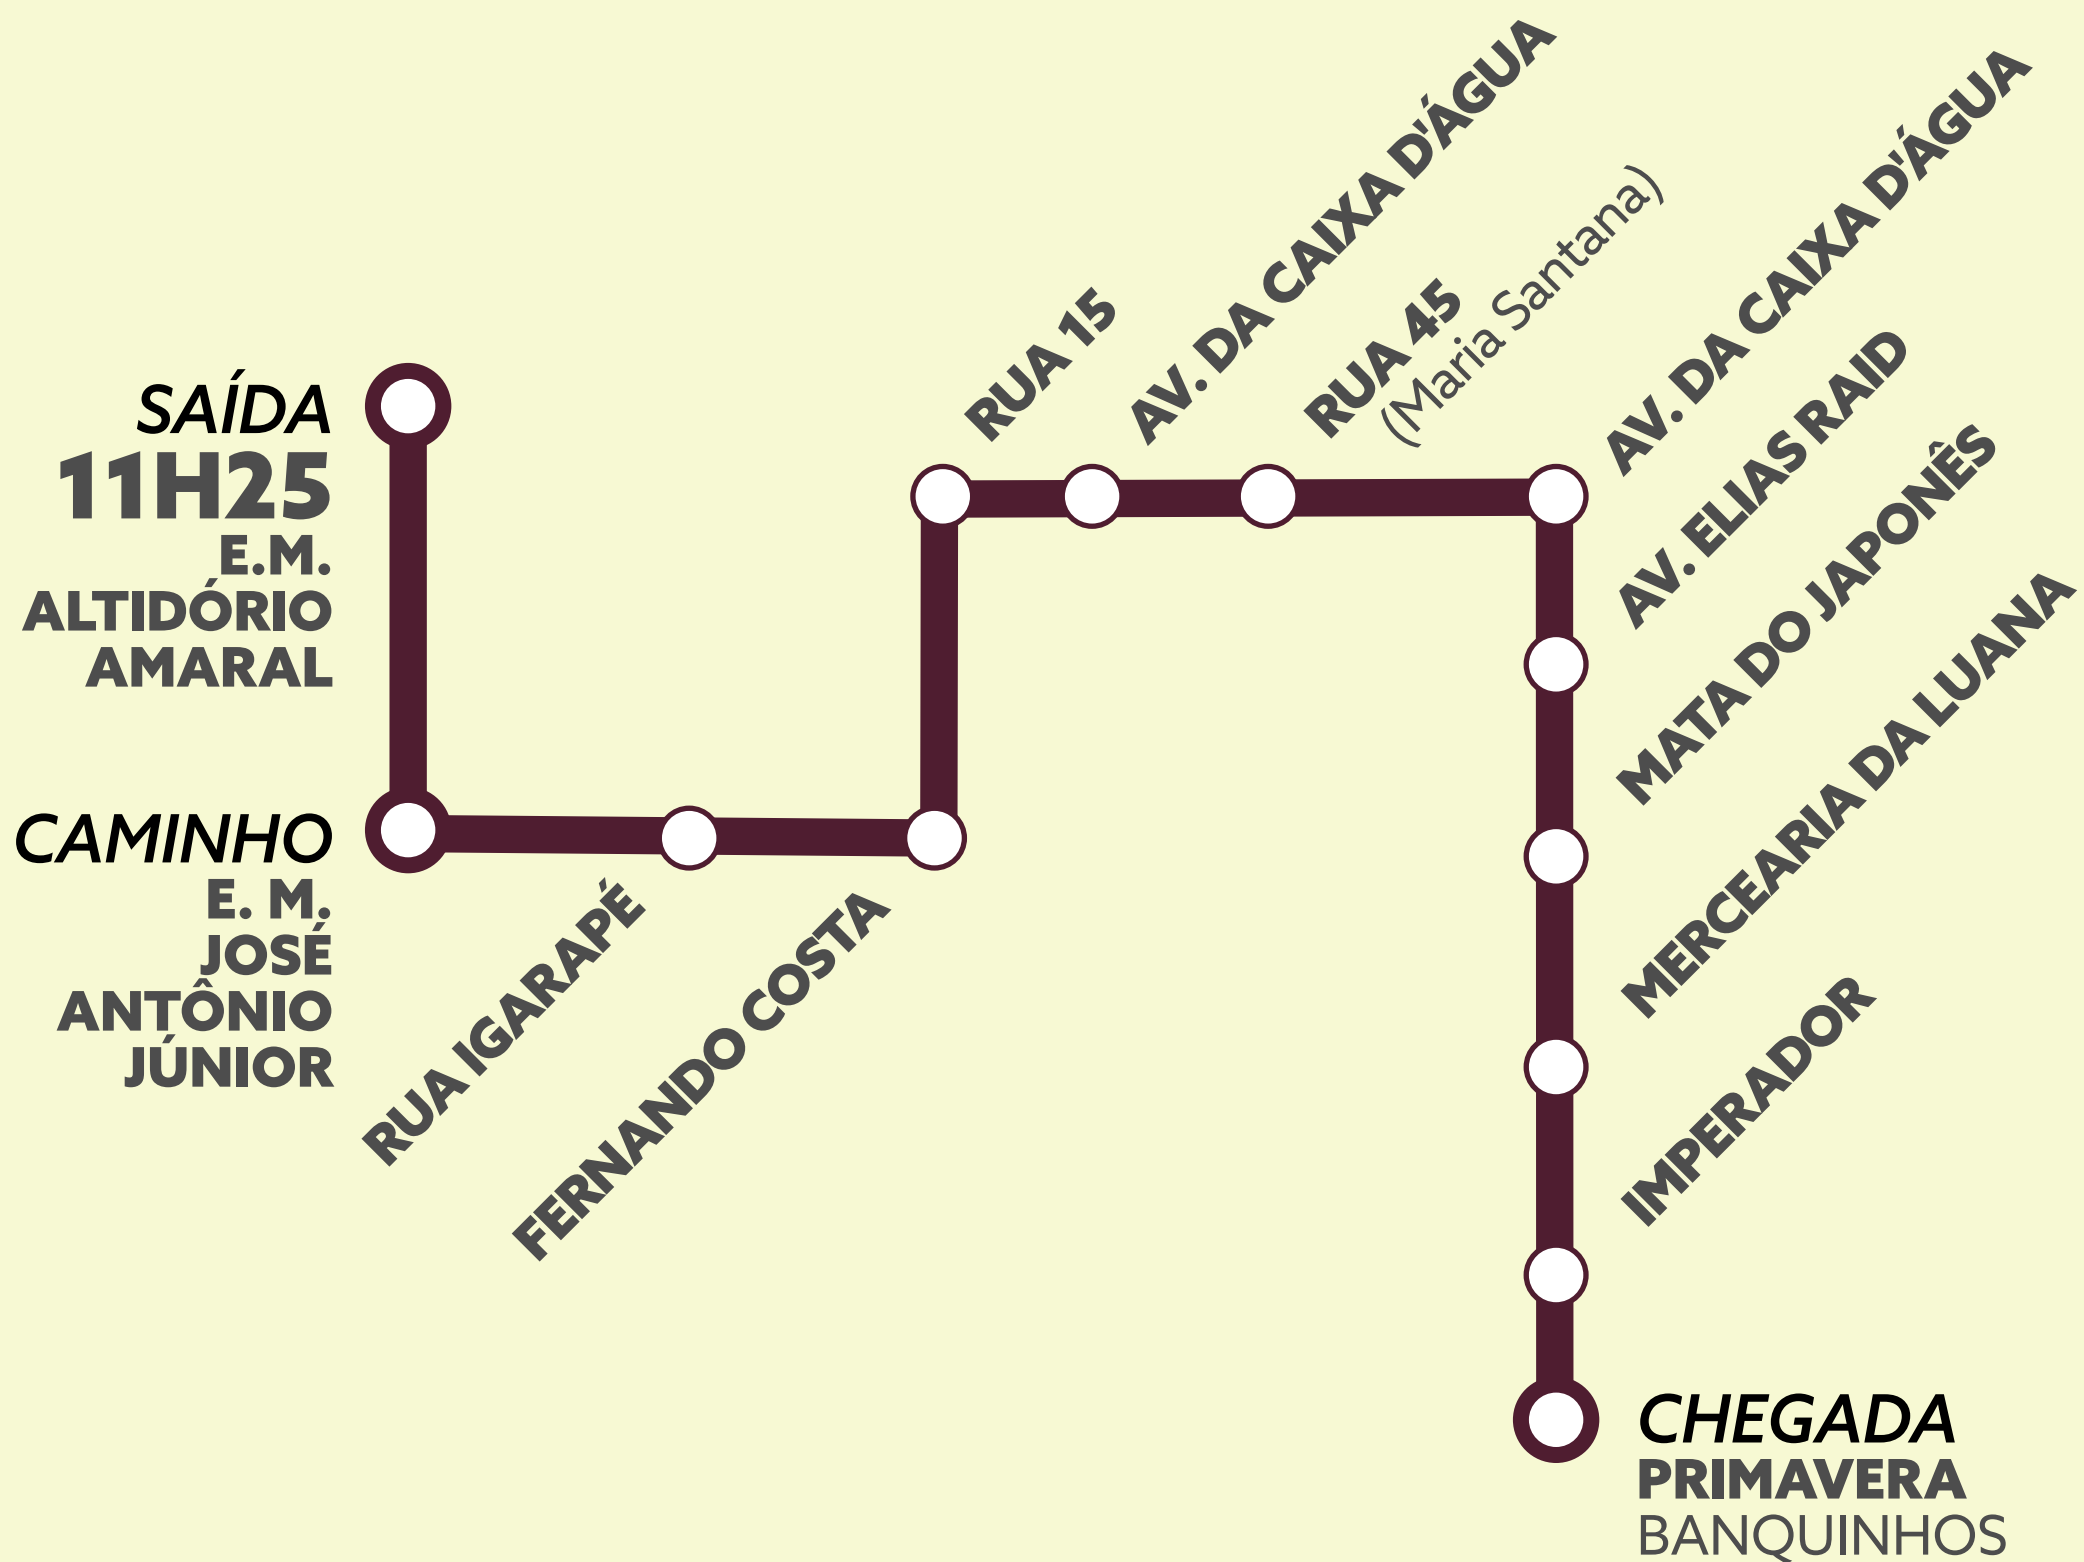 SAÍDA
11H25
E.M.
ALTIDÓRIO
AMARAL
CAMINHO
E. M.
JOSÉ
ANTÔNIO
JÚNIOR
RUA IGARAPÉ
FERNANDO COSTA
RUA 15
AV. DA CAIXA D'ÁGUA
RUA 45
(Maria Santana)
AV. DA CAIXA D'ÁGUA
AV. ELIAS RAID
MATA DO JAPONÊS
MERCEARIA DA LUANA
IMPERADOR
CHEGADA
PRIMAVERA
BANQUINHOS